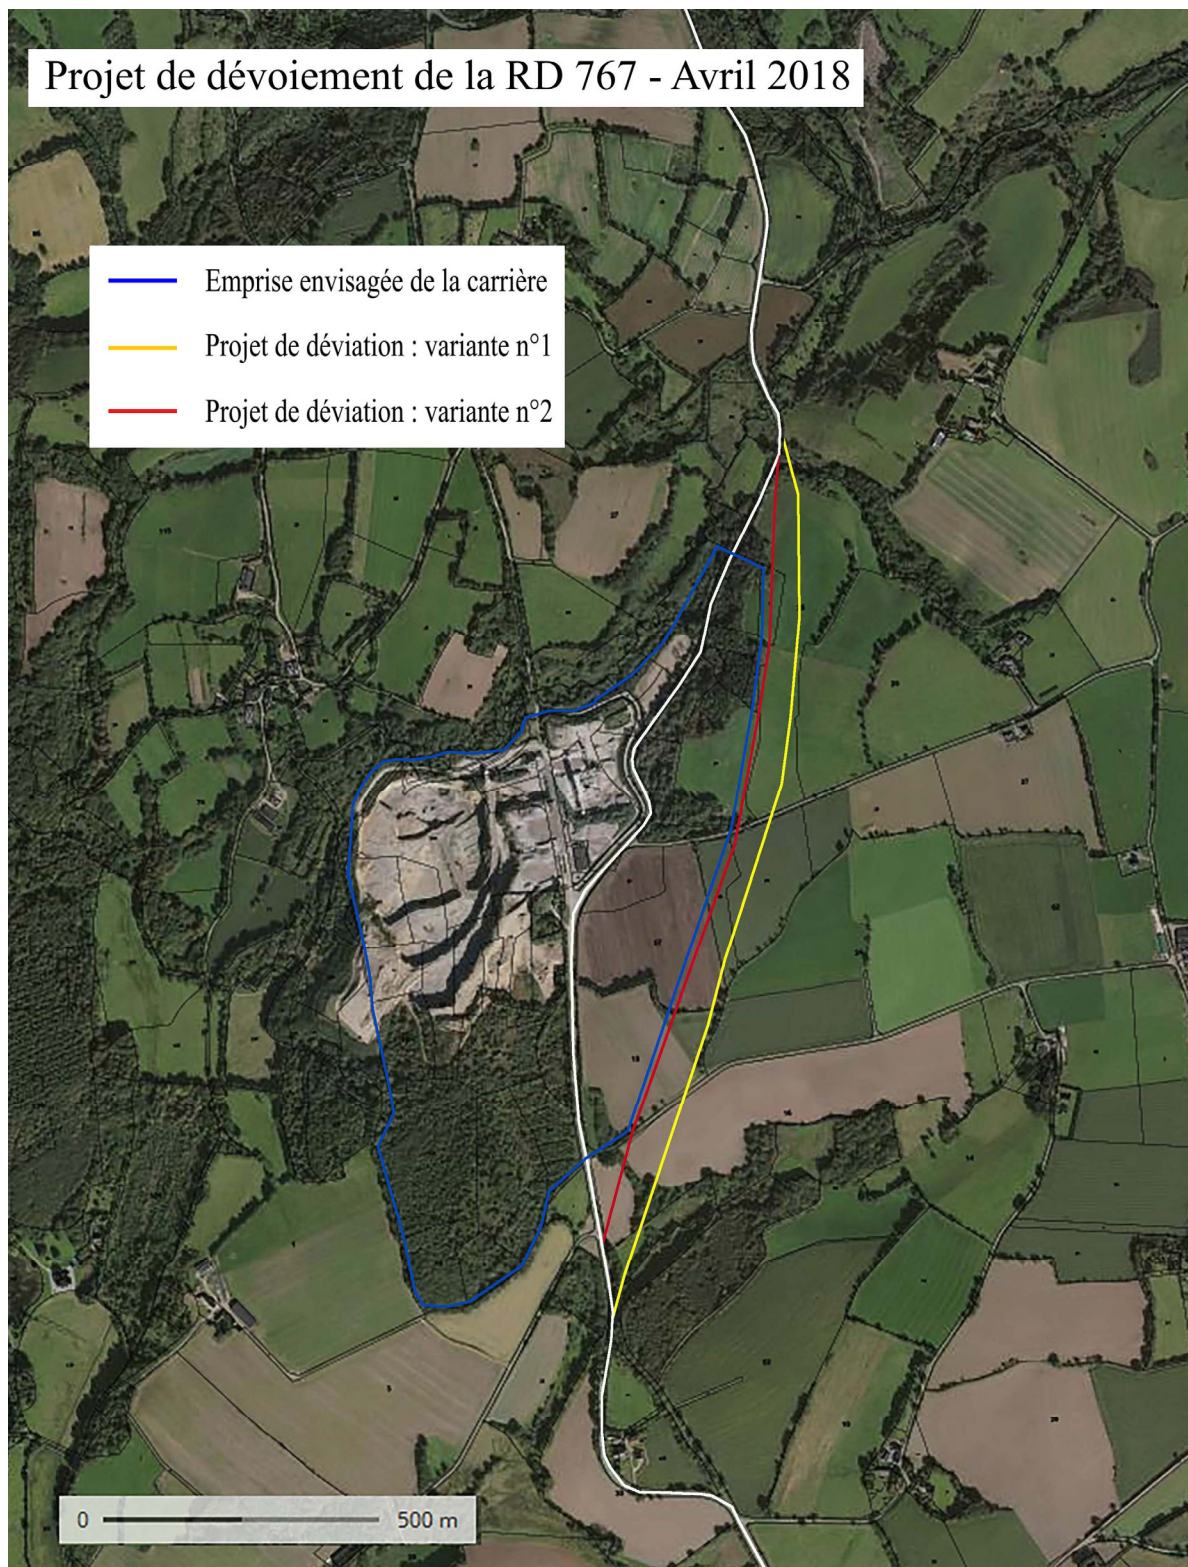 Projet de dévoiement de la RD 767 - Avril 2018
Emprise envisagée de la carrière
Projet de déviation : variante n°1
Projet de déviation : variante n°2
0 500 m